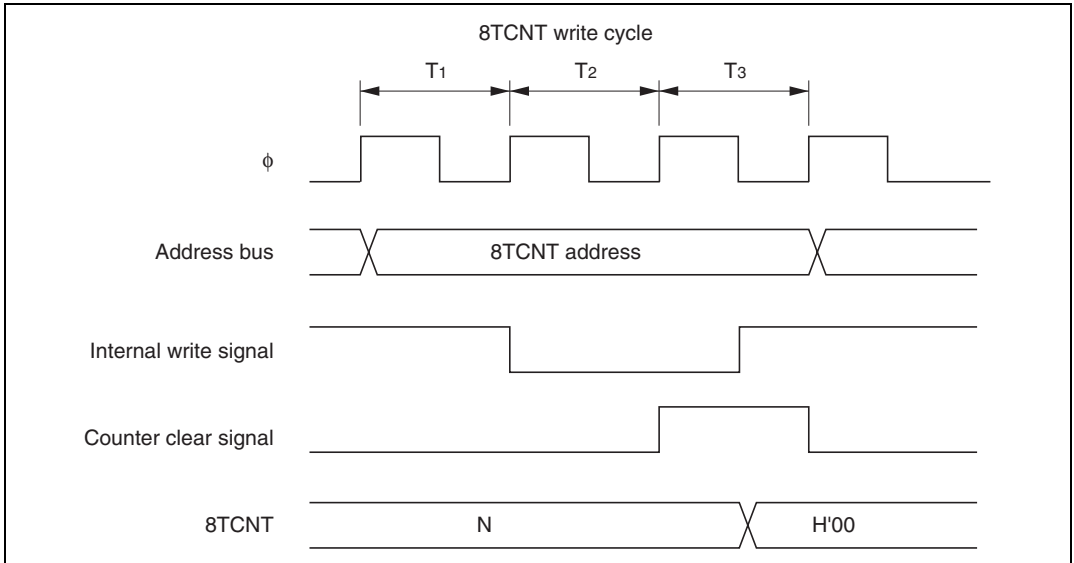 8TCNT write cycle
T1 T2 T3
ϕ
Address bus 8TCNT address
Internal write signal
Counter clear signal
8TCNT N H'00